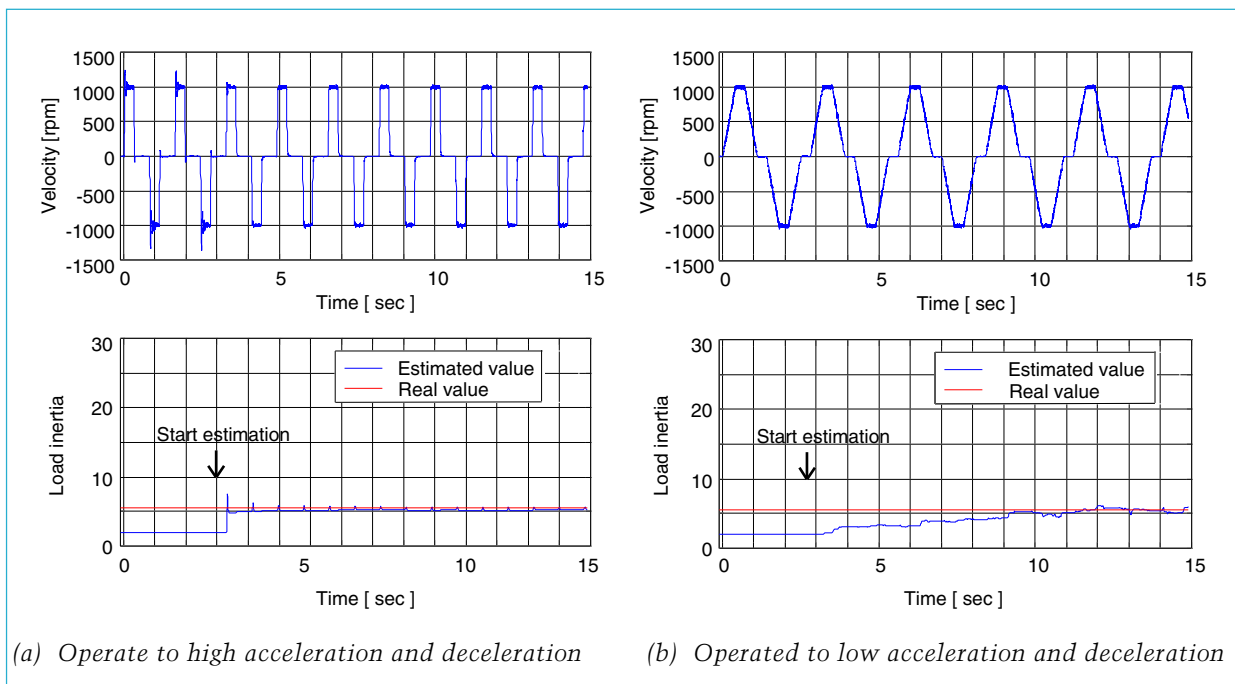 1500
1000
500
0
-500
-1000
-1500
Velocity [rpm]
0 5 10 15
Time [ sec ]
30
20
10
0
Load inertia
Estimated value
Real value
Start estimation
0 5 10 15
Time [ sec ]
(a) Operate to high acceleration and deceleration
1500
1000
500
0
-500
-1000
-1500
Velocity [rpm]
0 5 10 15
Time [ sec ]
30
20
10
0
Load inertia
Estimated value
Real value
Start estimation
0 5 10 15
Time [ sec ]
(b) Operated to low acceleration and deceleration